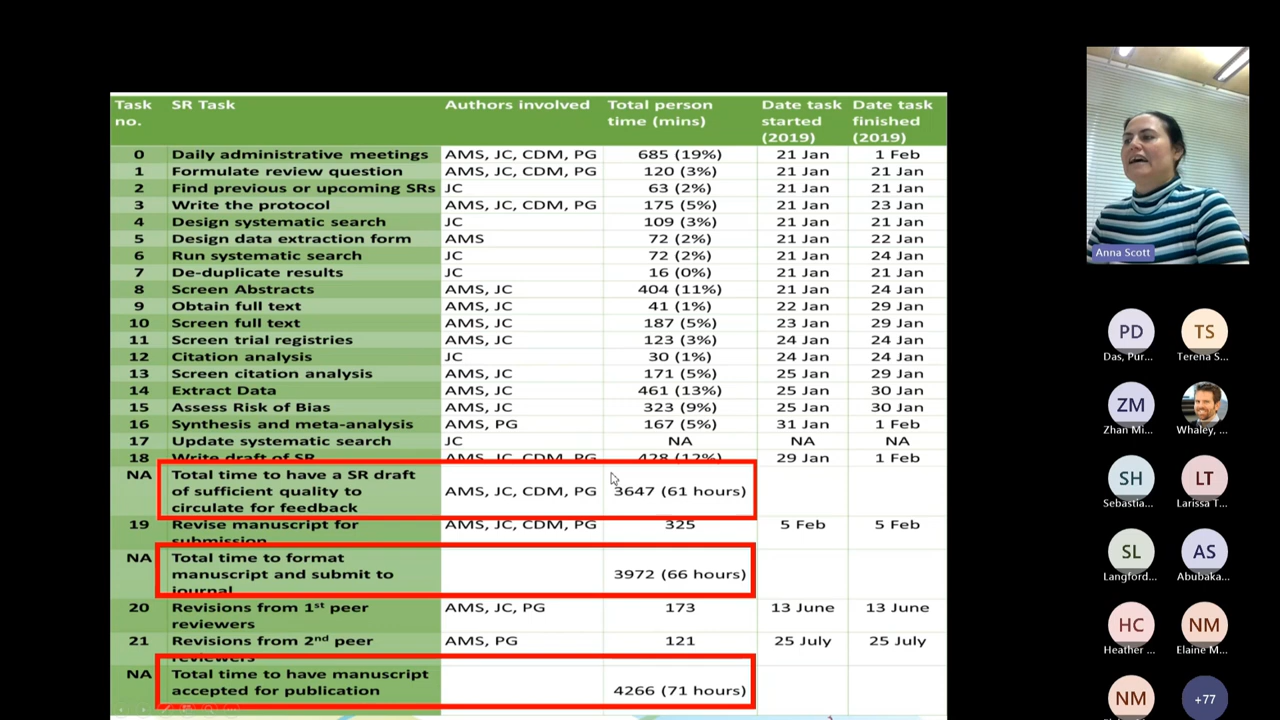 Task no. SR Task Authors involved Total person time (mins) Date task started (2019) Date task finished (2019)
0 Daily administrative meetings AMS, JC, CDM, PG 685 (19%) 21 Jan 1 Feb
1 Formulate review question AMS, JC, CDM, PG 120 (3%) 21 Jan 21 Jan
2 Find previous or upcoming SRs JC 63 (2%) 21 Jan 21 Jan
3 Write the protocol AMS, JC, CDM, PG 175 (5%) 21 Jan 23 Jan
4 Design systematic search JC 109 (3%) 21 Jan 21 Jan
5 Design data extraction form AMS 72 (2%) 21 Jan 22 Jan
6 Run systematic search JC 72 (2%) 21 Jan 24 Jan
7 De-duplicate results JC 16 (0%) 21 Jan 21 Jan
8 Screen Abstracts AMS, JC 404 (11%) 21 Jan 24 Jan
9 Obtain full text AMS, JC 41 (1%) 22 Jan 29 Jan
10 Screen full text AMS, JC 187 (5%) 23 Jan 29 Jan
11 Screen trial registries AMS, JC 123 (3%) 24 Jan 24 Jan
12 Citation analysis JC 30 (1%) 24 Jan 24 Jan
13 Screen citation analysis AMS, JC 171 (5%) 25 Jan 29 Jan
14 Extract Data AMS, JC 461 (13%) 25 Jan 30 Jan
15 Assess Risk of Bias AMS, JC 323 (9%) 25 Jan 30 Jan
16 Synthesis and meta-analysis AMS, PG 167 (5%) 31 Jan 1 Feb
17 Update systematic search JC NA NA NA
18 Write draft of SR AMS, JC, CDM, PG 428 (12%) 29 Jan 1 Feb
NA Total time to have a SR draft
of sufficient quality to AMS, JC, CDM, PG 3647 (61 hours)
circulate for feedback
19 Revise manuscript for AMS, JC, CDM, PG 325 5 Feb 5 Feb
submission
NA Total time to format
manuscript and submit to 3972 (66 hours)
journal
20 Revisions from 1st peer AMS, JC, PG 173 13 June 13 June
reviewers
21 Revisions from 2nd peer AMS, PG 121 25 July 25 July
reviewers
NA Total time to have manuscript
accepted for publication 4266 (71 hours)
Anna Scott
PD TS
Das, Pur... Terena S...
ZM
Zhan Mi... Whaley, ...
SH LT
Sebastia... Larissa T...
SL AS
Langford... Abubaka...
HC NM
Heather ... Elaine M...
NM +77